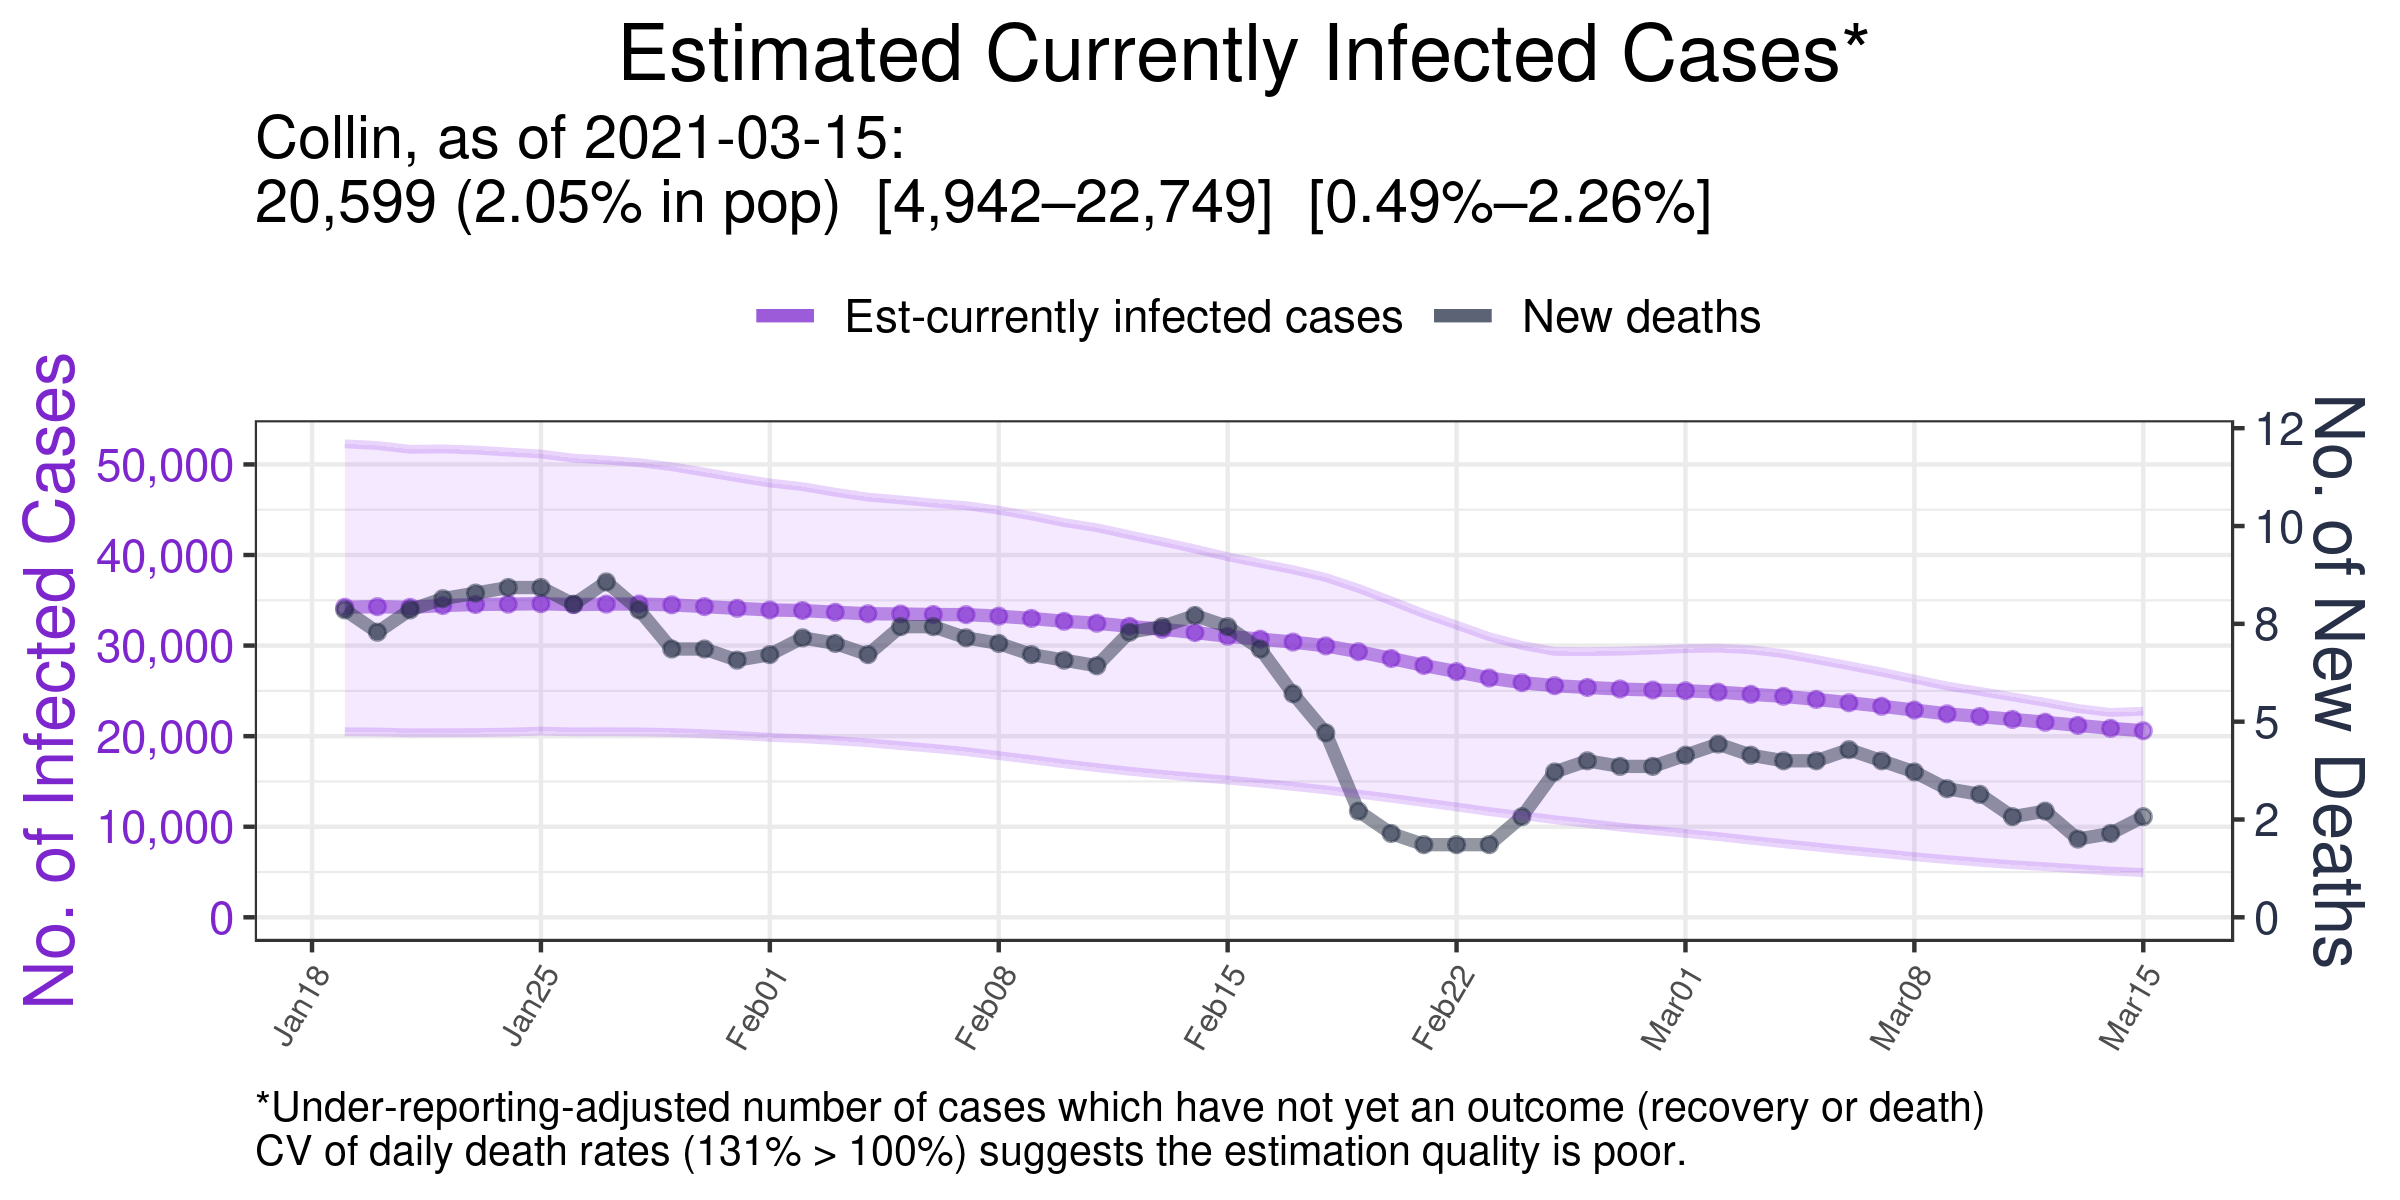 Estimated Currently Infected Cases*
Collin, as of 2021-03-15:
20,599 (2.05% in pop)  [4,942–22,749]  [0.49%–2.26%]
Est-currently infected cases
New deaths
No. of Infected Cases
50,000
40,000
30,000
20,000
10,000
0
12
10
8
5
2
0
No. of New Deaths
Jan18
Jan25
Feb01
Feb08
Feb15
Feb22
Mar01
Mar08
Mar15
*Under-reporting-adjusted number of cases which have not yet an outcome (recovery or death)
CV of daily death rates (131% > 100%) suggests the estimation quality is poor.